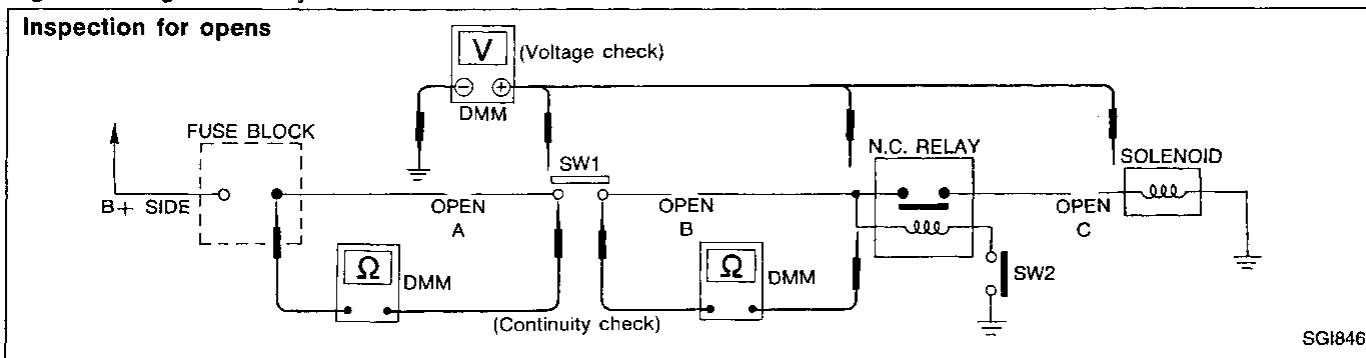 Inspection for opens
V
(Voltage check)
DMM
FUSE BLOCK
SW1
N.C. RELAY
SOLENOID
B+ SIDE
OPEN
A
OPEN
B
OPEN
C
Ω
DMM
Ω
DMM
SW2
(Continuity check)
SGI846